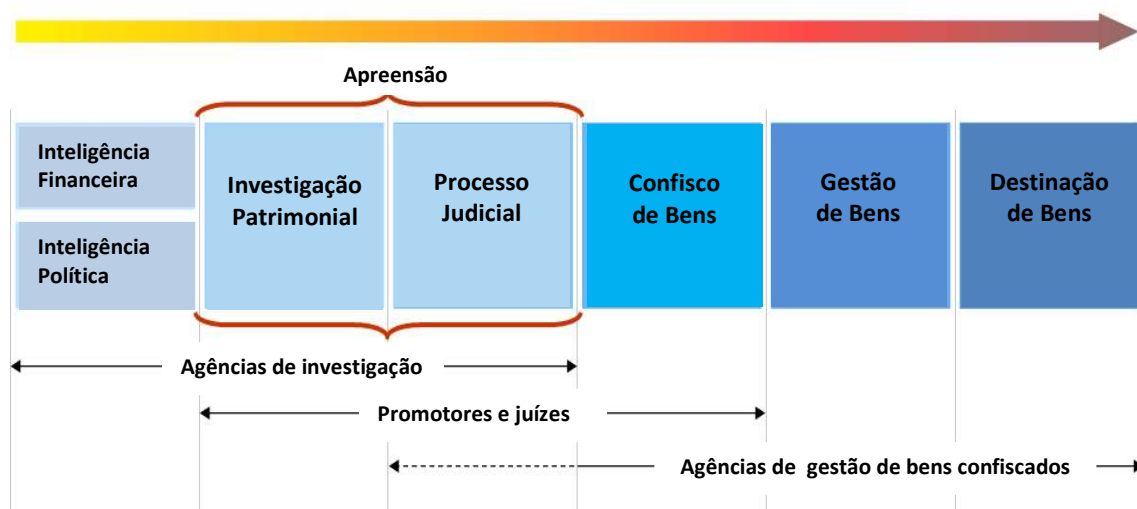 Apreensão
Inteligência
Financeira
Inteligência
Política
Investigação
Patrimonial
Processo
Judicial
Confisco
de Bens
Gestão
de Bens
Destinação
de Bens
Agências de investigação
Promotores e juízes
Agências de gestão de bens confiscados